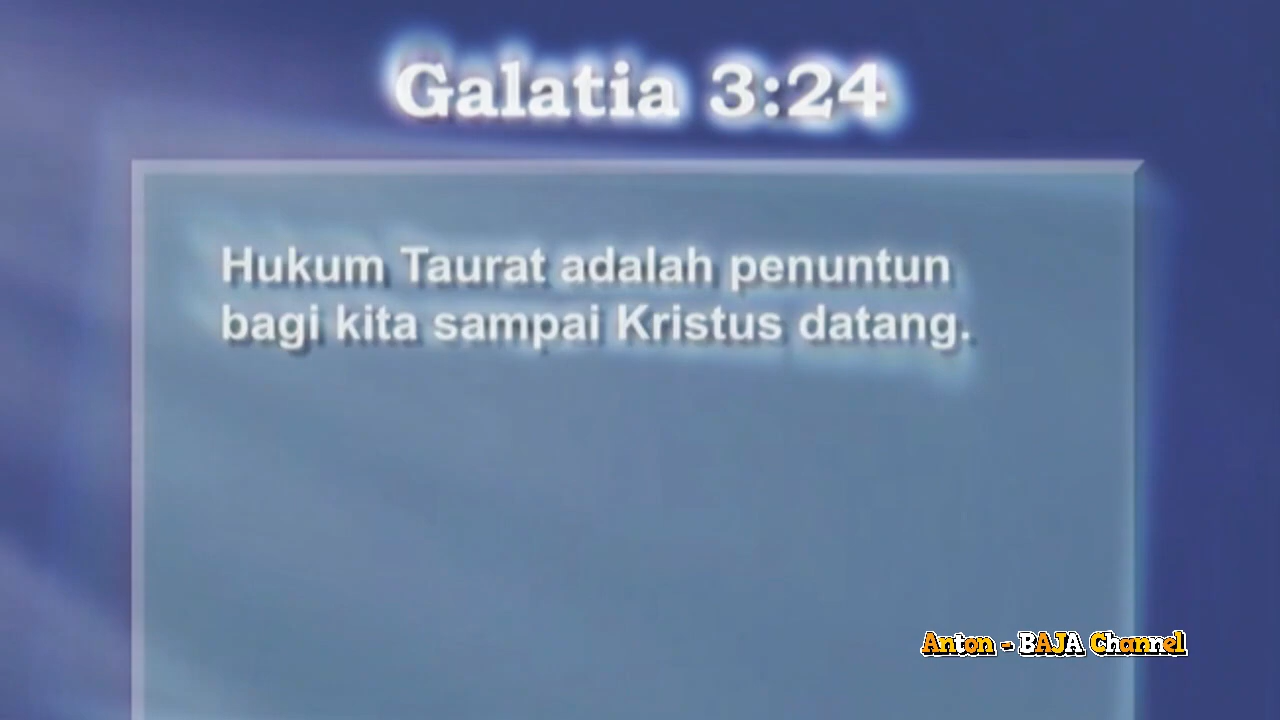 Galatia 3:24
Hukum Taurat adalah penuntun
bagi kita sampai Kristus datang.
Anton - BAJA Channel